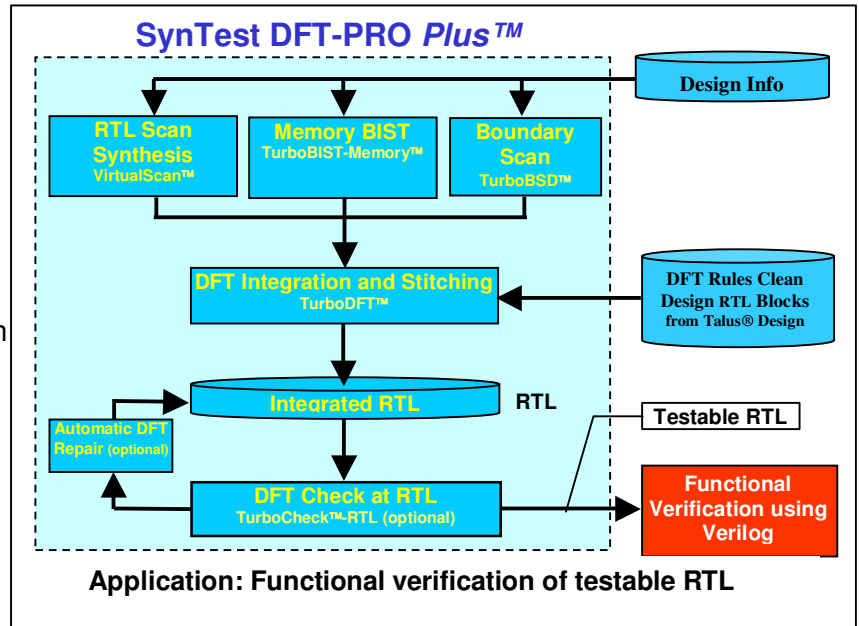 SynTest DFT-PRO Plus™
Design Info
RTL Scan
Synthesis
VirtualScan™
Memory BIST
TurboBIST-Memory™
Boundary
Scan
TurboBSD™
DFT Integration and Stitching
TurboDFT™
DFT Rules Clean
Design RTL Blocks
from Talus® Design
n
Integrated RTL
RTL
Automatic DFT
Repair (optional)
Testable RTL
DFT Check at RTL
TurboCheck™-RTL (optional)
Functional
Verification using
Verilog
Application: Functional verification of testable RTL